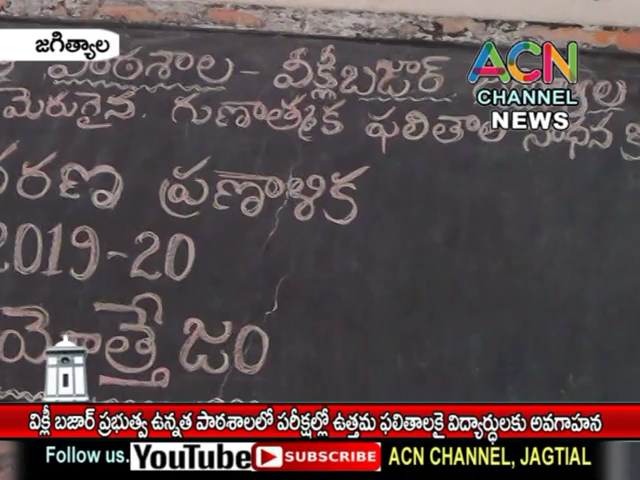 జగిత్యాల
పాఠశాల - వీక్లీబజార్
ACN
CHANNEL
NEWS
మెరుగైన గుణాత్మక ఫలితాల సాధన
ప్రణాళిక
2019-20
జం
విక్లీ బజార్ ప్రభుత్వ ఉన్నత పాఠశాలలో పరీక్షల్లో ఉత్తమ ఫలితాలకై విద్యార్థులకు అవగాహన
Follow us. YouTube SUBSCRIBE ACN CHANNEL, JAGTIAL